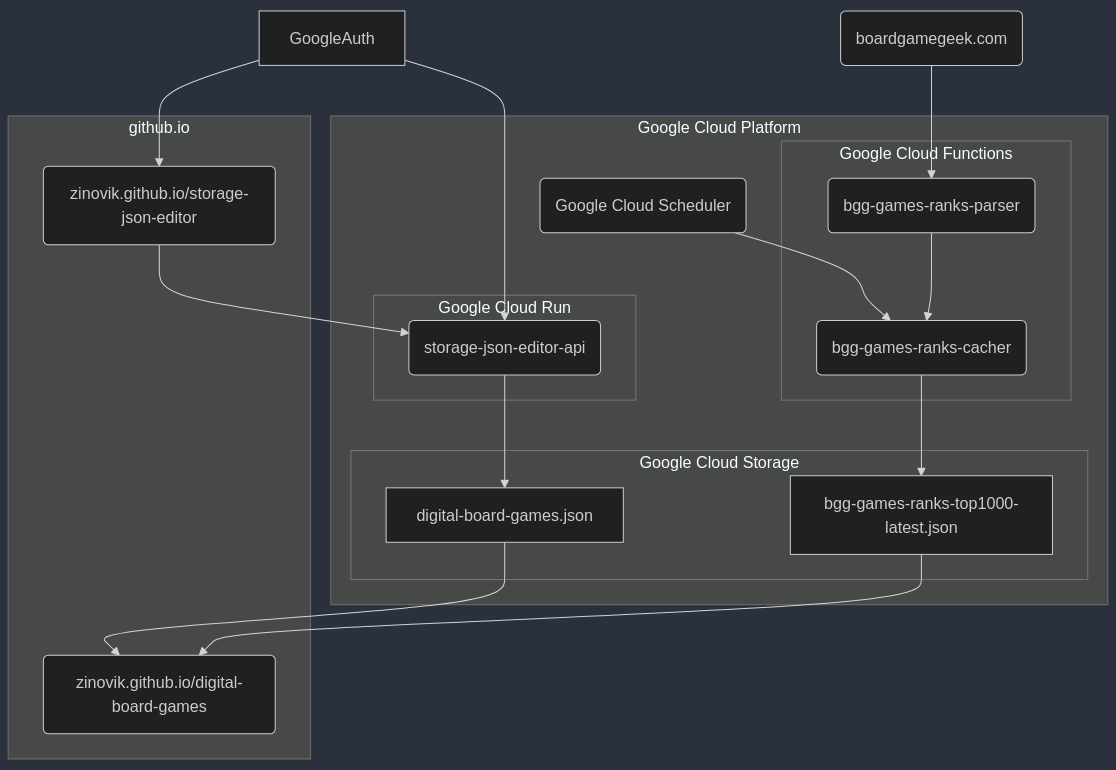 GoogleAuth
boardgamegeek.com
github.io
Google Cloud Platform
Google Cloud Functions
zinovik.github.io/storage-
json-editor
Google Cloud Scheduler
bgg-games-ranks-parser
Google Cloud Run
storage-json-editor-api
bgg-games-ranks-cacher
Google Cloud Storage
digital-board-games.json
bgg-games-ranks-top1000-
latest.json
zinovik.github.io/digital-
board-games